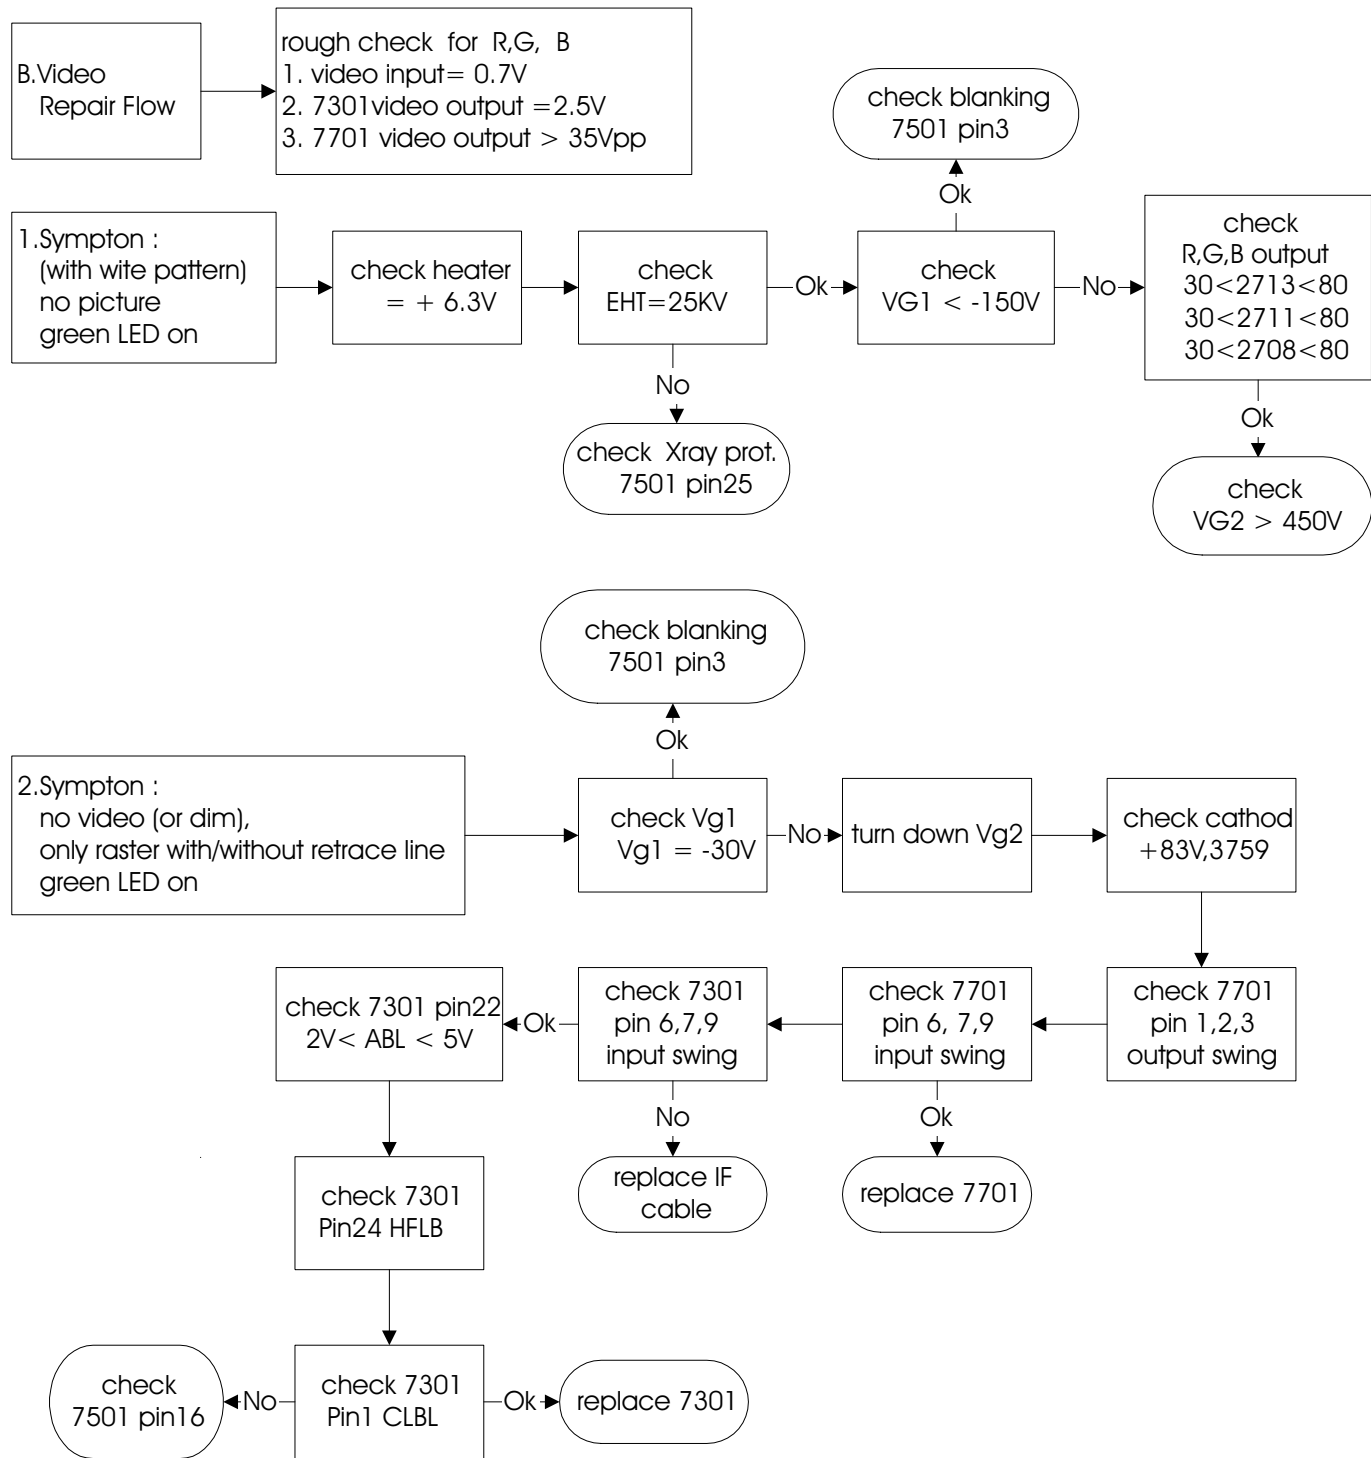 B.Video
Repair Flow
rough check for R,G, B
1. video input= 0.7V
2. 7301video output =2.5V
3. 7701 video output > 35Vpp
check blanking
7501 pin3
Ok
1.Sympton :
(with wite pattern)
no picture
green LED on
check heater
= + 6.3V
check
EHT=25KV
Ok
check
VG1 < -150V
No
check
R,G,B output
30<2713<80
30<2711<80
30<2708<80
No
check Xray prot.
7501 pin25
Ok
check
VG2 > 450V
check blanking
7501 pin3
Ok
2.Sympton :
no video (or dim),
only raster with/without retrace line
green LED on
check Vg1
Vg1 = -30V
No
turn down Vg2
check cathod
+83V,3759
check 7301 pin22
2V< ABL < 5V
Ok
check 7301
pin 6,7,9
input swing
check 7701
pin 6, 7,9
input swing
check 7701
pin 1,2,3
output swing
No
replace IF
cable
Ok
replace 7701
check 7301
Pin24 HFLB
check
7501 pin16
No
check 7301
Pin1 CLBL
Ok
replace 7301